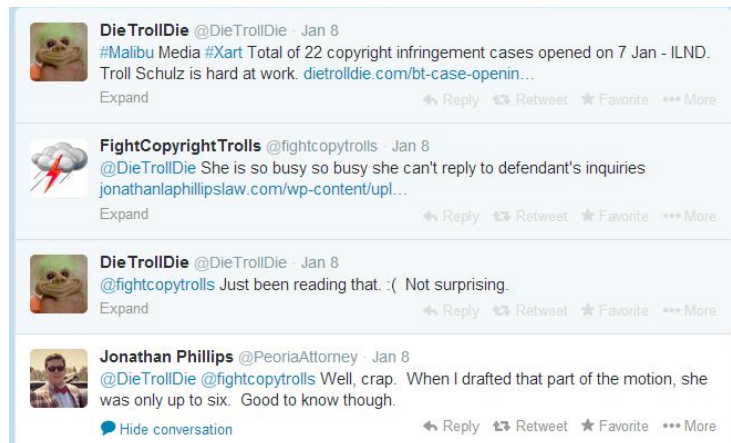 DieTrollDie @DieTrollDie · Jan 8
#Malibu Media #Xart Total of 22 copyright infringement cases opened on 7 Jan - ILND.
Troll Schulz is hard at work. dietrolldie.com/bt-case-openin…
Expand
Reply Retweet Favorite More
FightCopyrightTrolls @fightcopytrolls · Jan 8
@DieTrollDie She is so busy so busy she can't reply to defendant's inquiries
jonathanlaphillipslaw.com/wp-content/upl…
Expand
Reply Retweet Favorite More
DieTrollDie @DieTrollDie · Jan 8
@fightcopytrolls Just been reading that. :( Not surprising.
Expand
Reply Retweet Favorite More
Jonathan Phillips @PeoriaAttorney · Jan 8
@DieTrollDie @fightcopytrolls Well, crap. When I drafted that part of the motion, she
was only up to six. Good to know though.
Hide conversation
Reply Retweet Favorite More